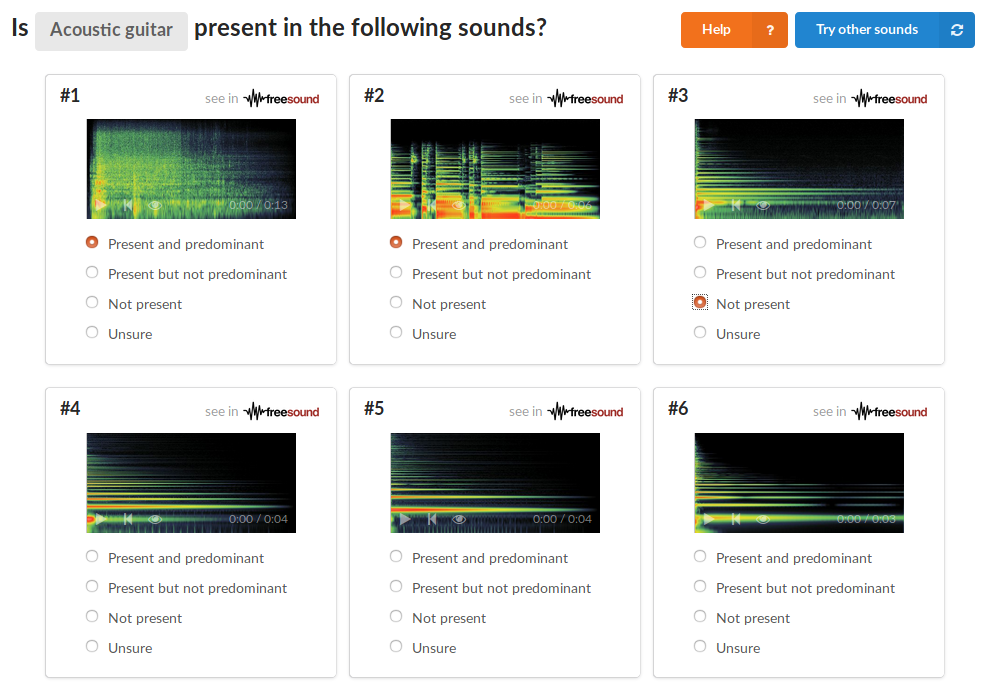 Is Acoustic guitar present in the following sounds?
Help ?
Try other sounds
#1 see in freesound
0:00 / 0:13
Present and predominant
Present but not predominant
Not present
Unsure
#2 see in freesound
0:00 / 0:06
Present and predominant
Present but not predominant
Not present
Unsure
#3 see in freesound
0:00 / 0:07
Present and predominant
Present but not predominant
Not present
Unsure
#4 see in freesound
0:00 / 0:04
Present and predominant
Present but not predominant
Not present
Unsure
#5 see in freesound
0:00 / 0:04
Present and predominant
Present but not predominant
Not present
Unsure
#6 see in freesound
0:00 / 0:03
Present and predominant
Present but not predominant
Not present
Unsure